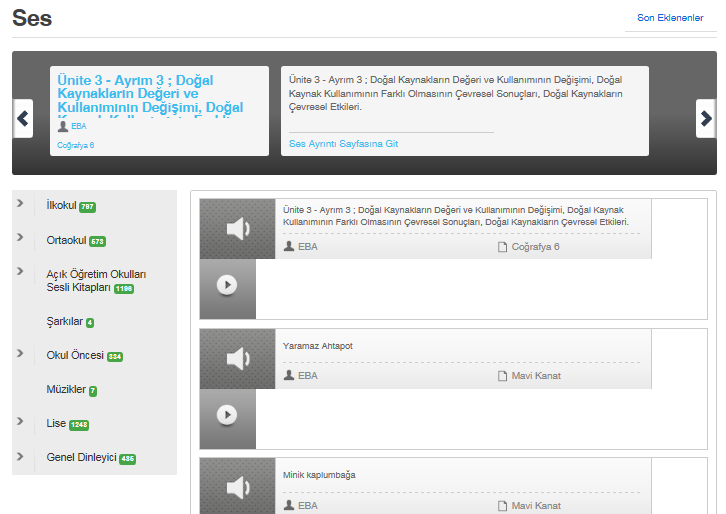 Ses
Son Eklenenler
Ünite 3 - Ayrım 3 ; Doğal
Kaynakların Değeri ve
Kullanımının Değişimi, Doğal
EBA
Coğrafya 6
Ünite 3 - Ayrım 3 ; Doğal Kaynakların Değeri ve Kullanımının Değişimi, Doğal
Kaynak Kullanımının Farklı Olmasının Çevresel Sonuçları, Doğal Kaynakların
Çevresel Etkileri.
Ses Ayrıntı Sayfasına Git
İlkokul 797
Ortaokul 573
Açık Öğretim Okulları
Sesli Kitapları 1196
Şarkılar 4
Okul Öncesi 334
Müzikler 7
Lise 1243
Genel Dinleyici 435
Ünite 3 - Ayrım 3 ; Doğal Kaynakların Değeri ve Kullanımının Değişimi, Doğal Kaynak
Kullanımının Farklı Olmasının Çevresel Sonuçları, Doğal Kaynakların Çevresel Etkileri.
EBA Coğrafya 6
Yaramaz Ahtapot
EBA Mavi Kanat
Minik kaplumbağa
EBA Mavi Kanat